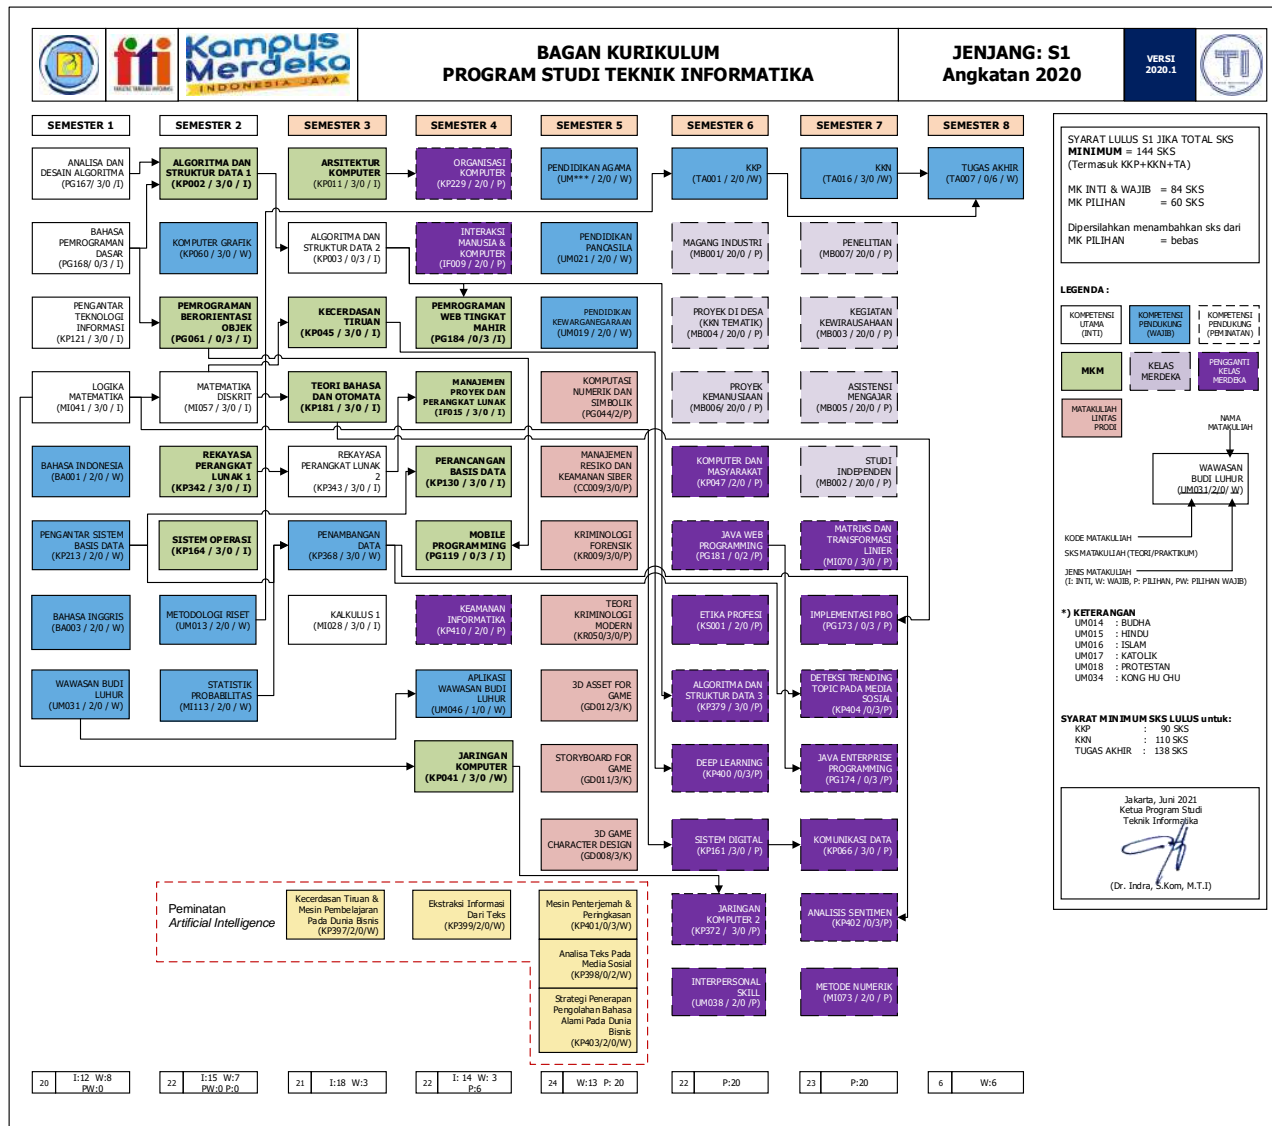 Kampus
Merdeka
INDONESIA JAYA
fti
BAGAN KURIKULUM
PROGRAM STUDI TEKNIK INFORMATIKA
JENJANG: S1
Angkatan 2020
VERSI
2020.1
TI
SEMESTER 1
ANALISA DAN
DESAIN ALGORITMA
(PG167/ 3/0 /I)
BAHASA
PEMROGRAMAN
DASAR
(PG168/ 0/3 / I)
PENGANTAR
TEKNOLOGI
INFORMASI
(KP121 / 3/0 / I)
LOGIKA
MATEMATIKA
(MI041 / 3/0 / I)
BAHASA INDONESIA
(BA001 / 2/0 / W)
PENGANTAR SISTEM
BASIS DATA
(KP213 / 2/0 / W)
BAHASA INGGRIS
(BA003 / 2/0 / W)
WAWASAN BUDI
LUHUR
(UM031 / 2/0 / W)
SEMESTER 2
ALGORITMA DAN
STRUKTUR DATA 1
(KP002 / 3/0 / I)
KOMPUTER GRAFIK
(KP060 / 3/0 / W)
PEMROGRAMAN
BERORIENTASI
OBJEK
(PG061 / 0/3 / I)
MATEMATIKA
DISKRIT
(MI057 / 3/0 / I)
REKAYASA
PERANGKAT
LUNAK 1
(KP342 / 3/0 / I)
SISTEM OPERASI
(KP164 / 3/0 / I)
METODOLOGI RISET
(UM013 / 2/0 / W)
STATISTIK
PROBABILITAS
(MI113 / 2/0 / W)
SEMESTER 3
ARSITEKTUR
KOMPUTER
(KP011 / 3/0 / I)
ALGORITMA DAN
STRUKTUR DATA 2
(KP003 / 0/3 / I)
KECERDASAN
TIRUAN
(KP045 / 3/0 / I)
TEORI BAHASA
DAN OTOMATA
(KP181 / 3/0 / I)
REKAYASA
PERANGKAT LUNAK
2
(KP343 / 3/0 / I)
PENAMBANGAN
DATA
(KP368 / 3/0 / W)
KALKULUS 1
(MI028 / 3/0 / I)
SEMESTER 4
ORGANISASI
KOMPUTER
(KP229 / 2/0 / P)
INTERAKSI
MANUSIA &
KOMPUTER
(IF009 / 2/0 / P)
PEMROGRAMAN
WEB TINGKAT
MAHIR
(PG184 /0/3 /I)
MANAJEMEN
PROYEK DAN
PERANGKAT LUNAK
(IF015 / 3/0 / I)
PERANCANGAN
BASIS DATA
(KP130 / 3/0 / I)
MOBILE
PROGRAMMING
(PG119 / 0/3 / I)
KEAMANAN
INFORMATIKA
(KP410 / 2/0 / P)
APLIKASI
WAWASAN BUDI
LUHUR
(UM046 / 1/0 / W)
JARINGAN
KOMPUTER
(KP041 / 3/0 /W)
SEMESTER 5
PENDIDIKAN AGAMA
(UM*** / 2/0 / W)
PENDIDIKAN
PANCASILA
(UM021 / 2/0 / W)
PENDIDIKAN
KEWARGANEGARAAN
(UM019 / 2/0 / W)
KOMPUTASI
NUMERIK DAN
SIMBOLIK
(PG044/2/P)
MANAJEMEN
RESIKO DAN
KEAMANAN SIBER
(CC009/3/0/P)
KRIMINOLOGI
FORENSIK
(KR009/3/0/P)
TEORI
KRIMINOLOGI
MODERN
(KR050/3/0/P)
3D ASSET FOR
GAME
(GD012/3/K)
STORYBOARD FOR
GAME
(GD011/3/K)
3D GAME
CHARACTER DESIGN
(GD008/3/K)
SEMESTER 6
KKP
(TA001 / 2/0 /W)
MAGANG INDUSTRI
(MB001/ 20/0 / P)
PROYEK DI DESA
(KKN TEMATIK)
(MB004 / 20/0 / P)
PROYEK
KEMANUSIAAN
(MB006/ 20/0 / P)
KOMPUTER DAN
MASYARAKAT
(KP047 /2/0 / P)
JAVA WEB
PROGRAMMING
(PG181 / 0/2 / P)
ETIKA PROFESI
(KS001 / 2/0 /P)
ALGORITMA DAN
STRUKTUR DATA 3
(KP379 / 3/0 /P)
DEEP LEARNING
(KP400 /0/3/P)
SISTEM DIGITAL
(KP161 /3/0 / P)
JARINGAN
KOMPUTER 2
(KP372 / 3/0 /P)
INTERPERSONAL
SKILL
(UM038 / 2/0 /P)
SEMESTER 7
KKN
(TA016 / 3/0 /W)
PENELITIAN
(MB007/ 20/0 / P)
KEGIATAN
KEWIRAUSAHAAN
(MB003 / 20/0 / P)
ASISTENSI
MENGAJAR
(MB005 / 20/0 / P)
STUDI
INDEPENDEN
(MB002 / 20/0 / P)
MATRIKS DAN
TRANSFORMASI
LINIER
(MI070 / 3/0 / P)
IMPLEMENTASI PBO
(PG173 / 0/3 / P)
DETEKSI TRENDING
TOPIC PADA MEDIA
SOSIAL
(KP404 /0/3/P)
JAVA ENTERPRISE
PROGRAMMING
(PG174 / 0/3 /P)
KOMUNIKASI DATA
(KP066 / 3/0 / P)
ANALISIS SENTIMEN
(KP402 /0/3/P)
METODE NUMERIK
(MI073 / 2/0 / P)
SEMESTER 8
TUGAS AKHIR
(TA007 / 0/6 / W)
Peminatan
Artificial Intelligence
Kecerdasan Tiruan &
Mesin Pembelajaran
Pada Dunia Bisnis
(KP397/2/0/W)
Ekstraksi Informasi
Dari Teks
(KP399/2/0/W)
Mesin Penterjemah &
Peringkasan
(KP401/0/3/W)
Analisa Teks Pada
Media Sosial
(KP398/0/2/W)
Strategi Penerapan
Pengolahan Bahasa
Alami Pada Dunia
Bisnis
(KP403/2/0/W)
20
I:12 W:8
PW:0
22
I:15 W:7
PW:0 P:0
21
I:18 W:3
22
I: 14 W: 3
P:6
24
W:13 P: 20
22
P:20
23
P:20
6
W:6
SYARAT LULUS S1 JIKA TOTAL SKS
MINIMUM = 144 SKS
(Termasuk KKP+KKN+TA)
MK INTI & WAJIB = 84 SKS
MK PILIHAN = 60 SKS
Dipersilahkan menambahkan sks dari
MK PILIHAN = bebas
LEGENDA :
KOMPETENSI
UTAMA
(INTI)
KOMPETENSI
PENDUKUNG
(WAJIB)
KOMPETENSI
PENDUKUNG
(PEMINATAN)
MKM
KELAS
MERDEKA
PENGGANTI
KELAS
MERDEKA
MATAKULIAH
LINTAS
PRODI
NAMA
MATAKULIAH
WAWASAN
BUDI LUHUR
(UM031/2/0/ W)
KODE MATAKULIAH
SKS MATAKULIAH (TEORI/PRAKTIKUM)
JENIS MATAKULIAH
(I: INTI, W: WAJIB, P: PILIHAN, PW: PILIHAN WAJIB)
*) KETERANGAN
UM014 : BUDHA
UM015 : HINDU
UM016 : ISLAM
UM017 : KATOLIK
UM018 : PROTESTAN
UM034 : KONG HU CHU
SYARAT MINIMUM SKS LULUS untuk:
KKP : 90 SKS
KKN : 110 SKS
TUGAS AKHIR : 138 SKS
Jakarta, Juni 2021
Ketua Program Studi
Teknik Informatika
(Dr. Indra, S.Kom, M.T.I)